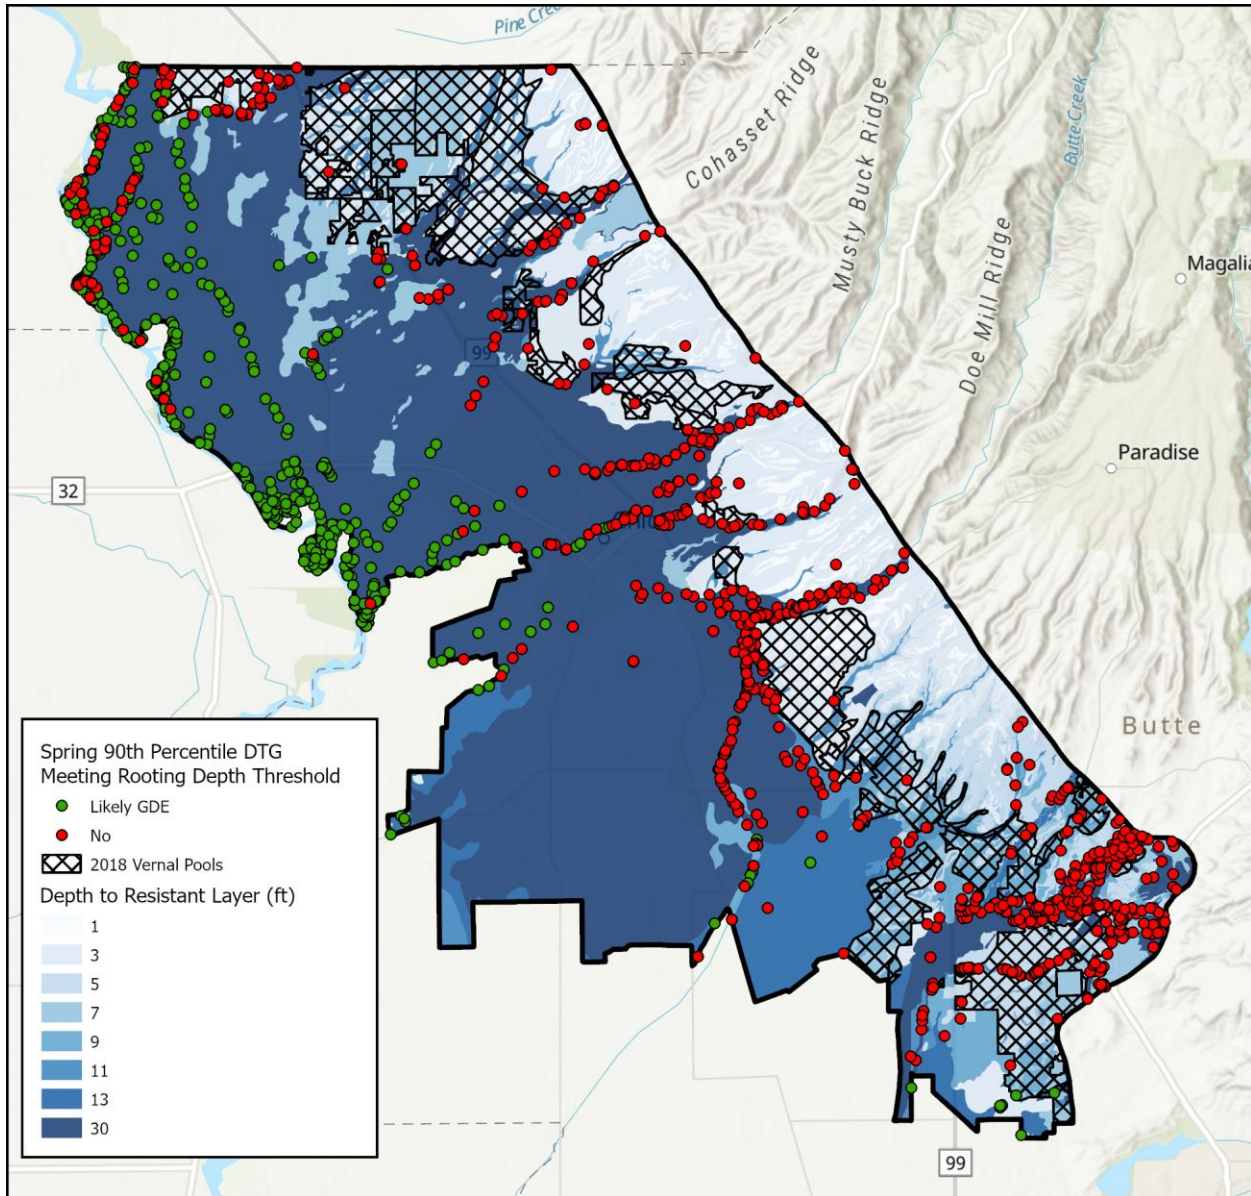 Pine Creek
Cohasset Ridge
Musty Buck Ridge
Butte Creek
Doe Mill Ridge
Magalia
99
Paradise
32
Butte
Spring 90th Percentile DTG
Meeting Rooting Depth Threshold
Likely GDE
No
2018 Vernal Pools
Depth to Resistant Layer (ft)
1
3
5
7
9
11
13
30
99